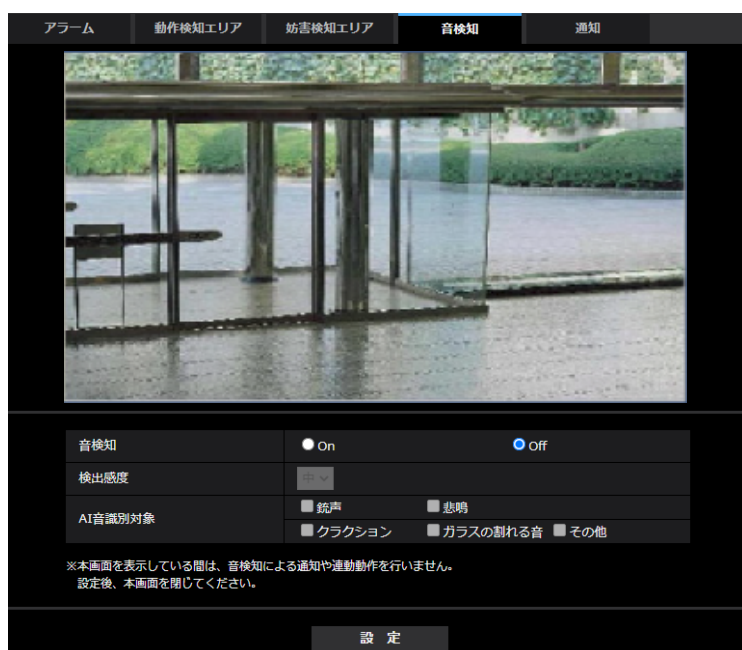 アラーム 動作検知エリア 妨害検知エリア 音検知 通知
音検知 On Off
検出感度 中
AI音識別対象
銃声 悲鳴
クラクション ガラスの割れる音 その他
※本画面を表示している間は、音検知による通知や連動動作を行いません。
設定後、本画面を閉じてください。
設 定